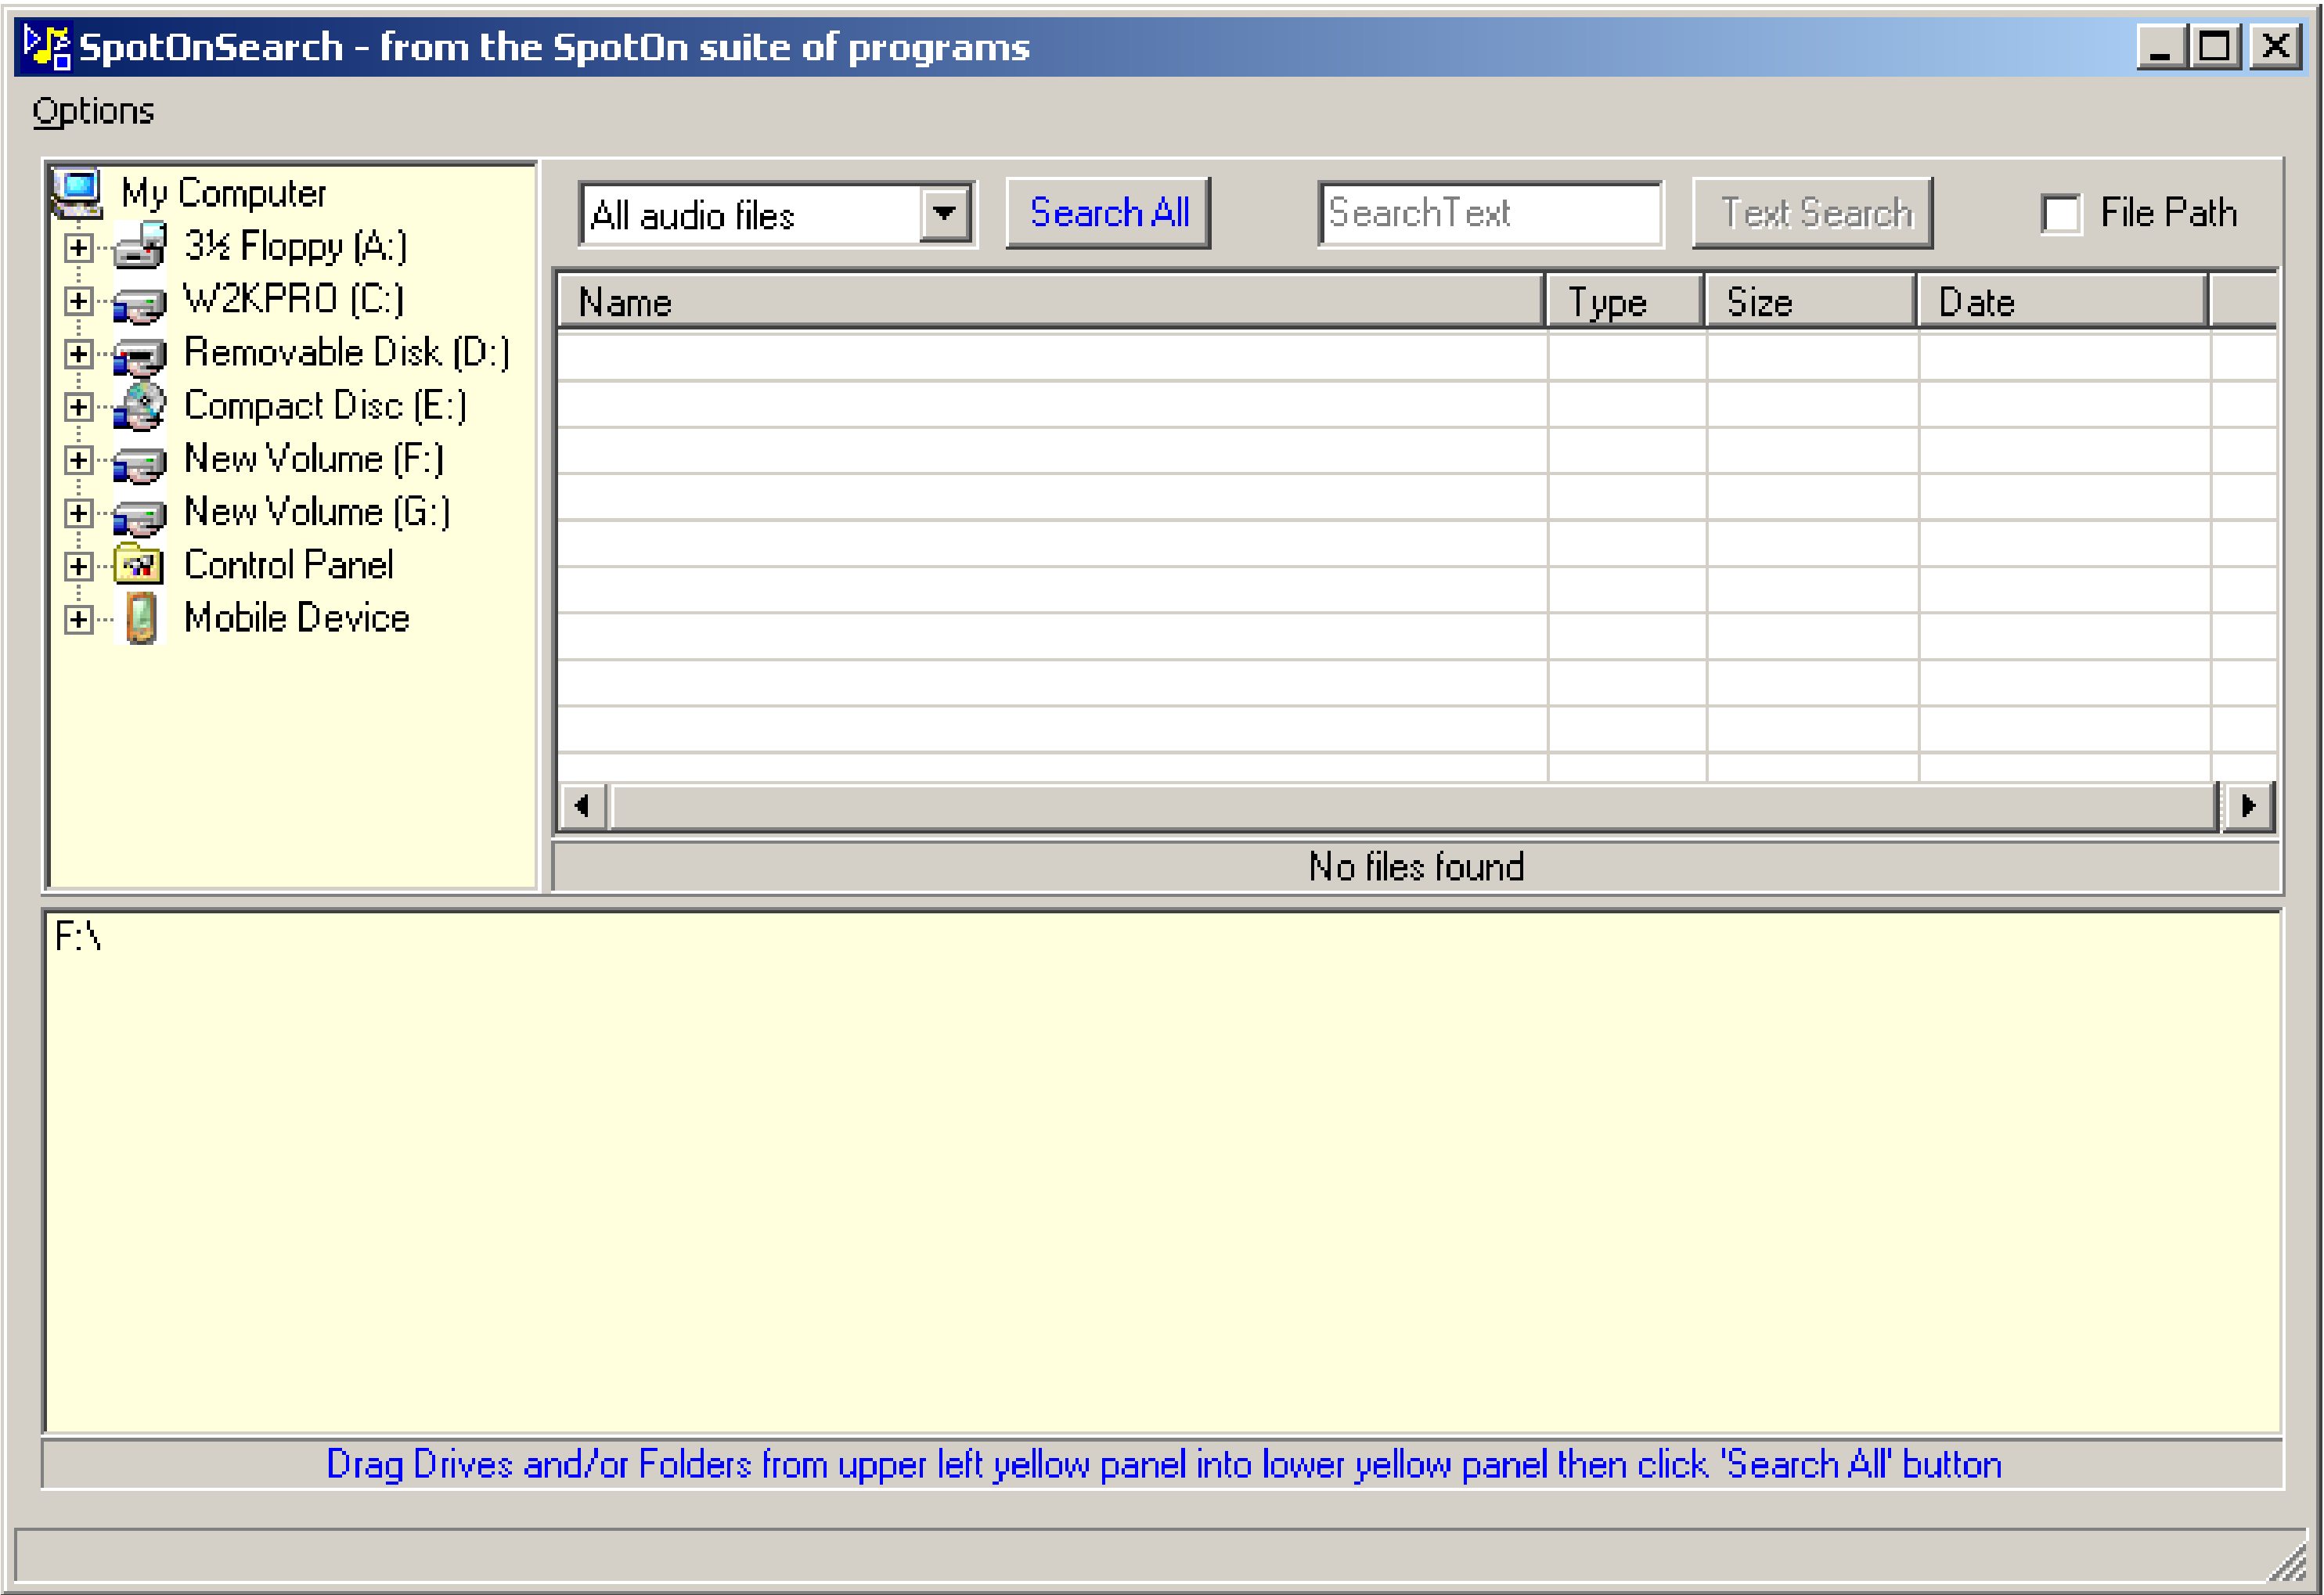 SpotOnSearch - from the SpotOn suite of programs
Options
My Computer
3½ Floppy (A:)
W2KPRO (C:)
Removable Disk (D:)
Compact Disc (E:)
New Volume (F:)
New Volume (G:)
Control Panel
Mobile Device
All audio files Search All SearchText Text Search File Path
Name Type Size Date
No files found
F:\
Drag Drives and/or Folders from upper left yellow panel into lower yellow panel then click 'Search All' button